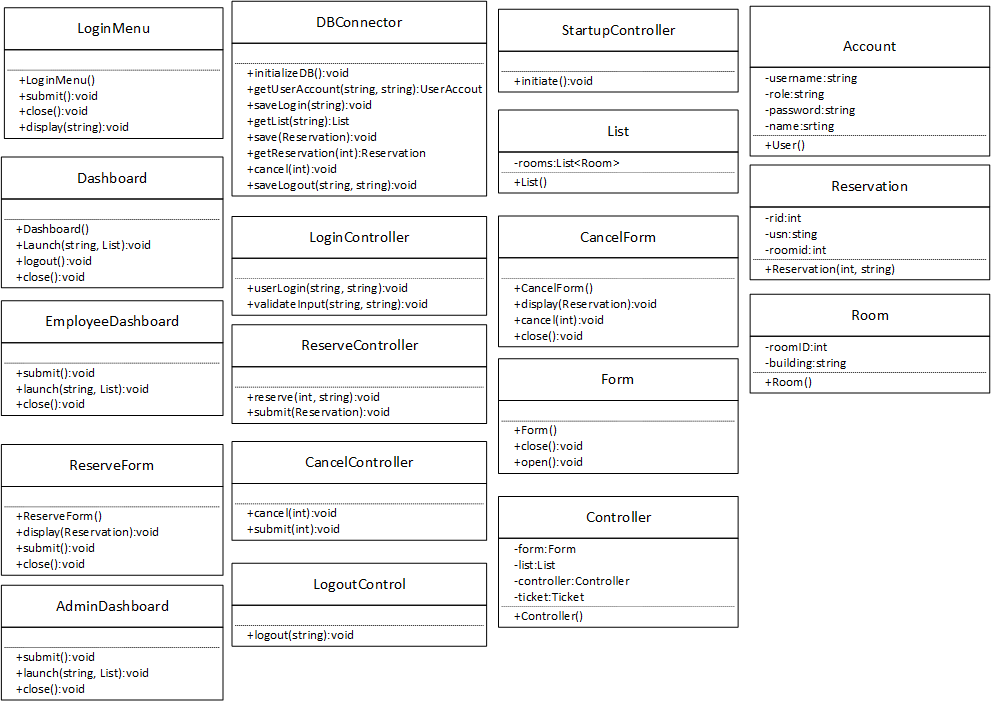 LoginMenu
+LoginMenu()
+submit():void
+close():void
+display(string):void
Dashboard
+Dashboard()
+Launch(string, List):void
+logout():void
+close():void
EmployeeDashboard
+submit():void
+launch(string, List):void
+close():void
ReserveForm
+ReserveForm()
+display(Reservation):void
+submit():void
+close():void
AdminDashboard
+submit():void
+launch(string, List):void
+close():void
DBConnector
+initializeDB():void
+getUserAccount(string, string):UserAccout
+saveLogin(string):void
+getList(string):List
+save(Reservation):void
+getReservation(int):Reservation
+cancel(int):void
+saveLogout(string, string):void
LoginController
+userLogin(string, string):void
+validateInput(string, string):void
ReserveController
+reserve(int, string):void
+submit(Reservation):void
CancelController
+cancel(int):void
+submit(int):void
LogoutControl
+logout(string):void
StartupController
+initiate():void
List
-rooms:List<Room>
+List()
CancelForm
+CancelForm()
+display(Reservation):void
+cancel(int):void
+close():void
Form
+Form()
+close():void
+open():void
Controller
-form:Form
-list:List
-controller:Controller
-ticket:Ticket
+Controller()
Account
-username:string
-role:string
-password:string
-name:srting
+User()
Reservation
-rid:int
-usn:sting
-roomid:int
+Reservation(int, string)
Room
-roomID:int
-building:string
+Room()